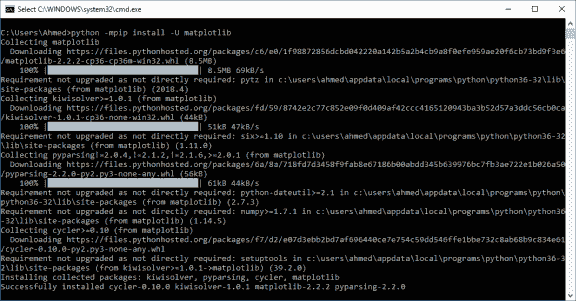 Select C:\WINDOWS\system32\cmd.exe
C:\Users\Ahmed>python -mpip install -U matplotlib
Collecting matplotlib
Downloading https://files.pythonhosted.org/packages/c6/e0/
/matplotlib-2.2.2-cp36-cp36m-win32.whl (8.5MB)
100% | | 8.5MB 69kB/s
Requirement not upgraded as not directly required: pytz in c:\users\ahmed\appdata\local\programs\python\python36-32\lib\
site-packages (from matplotlib) (2018.4)
Collecting kiwisolver>=1.0.1 (from matplotlib)
Downloading https://files.pythonhosted.org/packages/fd/59/
/kiwisolver-1.0.1-cp36-none-win32.whl (44kB)
100% | | 51kB 47kB/s
Requirement not upgraded as not directly required: six>=1.10 in c:\users\ahmed\appdata\local\programs\python\python36-32
\lib\site-packages (from matplotlib) (1.11.0)
Collecting pyparsing!=2.0.4,!=2.1.2,!=2.1.6,>=2.0.1 (from matplotlib)
Downloading https://files.pythonhosted.org/packages/6a/8a/
/pyparsing-2.2.0-py2.py3-none-any.whl (56kB)
100% | | 61kB 44kB/s
Requirement not upgraded as not directly required: python-dateutil>=2.1 in c:\users\ahmed\appdata\local\programs\python\
python36-32\lib\site-packages (from matplotlib) (2.7.3)
Requirement not upgraded as not directly required: numpy>=1.7.1 in c:\users\ahmed\appdata\local\programs\python\python36
-32\lib\site-packages (from matplotlib) (1.14.5)
Collecting cycler>=0.10 (from matplotlib)
Downloading https://files.pythonhosted.org/packages/f7/d2/
/cycler-0.10.0-py2.py3-none-any.whl
Requirement not upgraded as not directly required: setuptools in c:\users\ahmed\appdata\local\programs\python\python36-3
2\lib\site-packages (from kiwisolver>=1.0.1->matplotlib) (39.2.0)
Installing collected packages: kiwisolver, pyparsing, cycler, matplotlib
Successfully installed cycler-0.10.0 kiwisolver-1.0.1 matplotlib-2.2.2 pyparsing-2.2.0